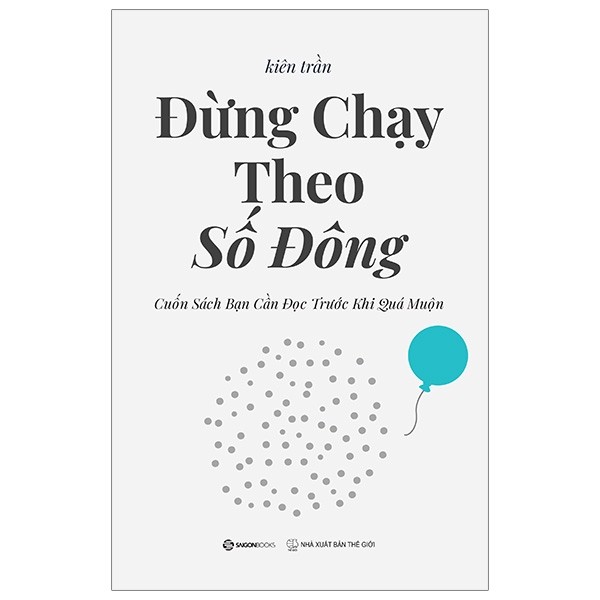 kiên trần
Đừng Chạy
Theo
Số Đông
Cuốn Sách Bạn Cần Đọc Trước Khi Quá Muộn
SAIGONBOOKS
NHÀ XUẤT BẢN THẾ GIỚI